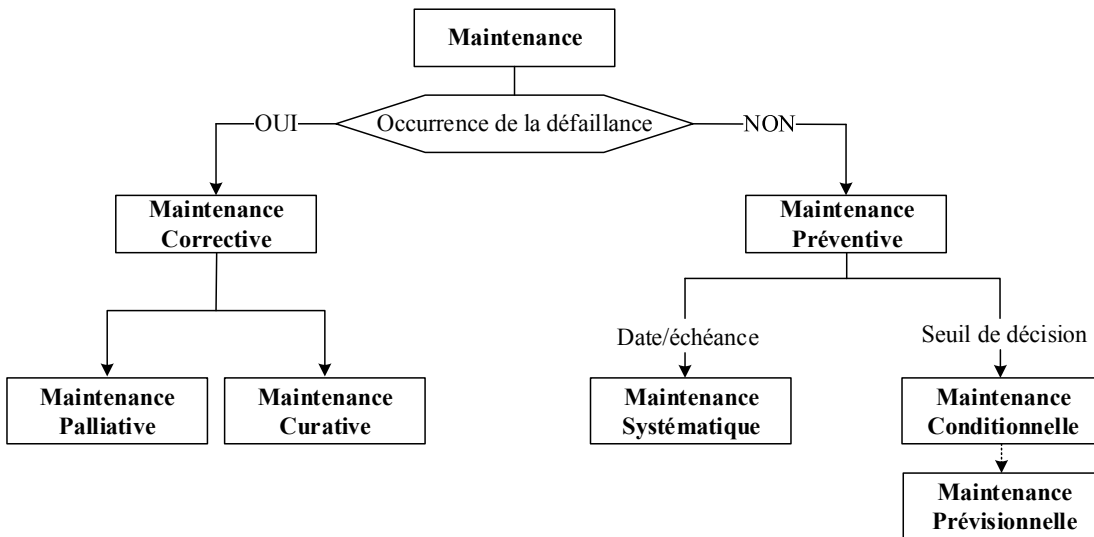 Maintenance
OUI
Occurrence de la défaillance
NON
Maintenance
Corrective
Maintenance
Préventive
Date/échéance
Seuil de décision
Maintenance
Palliative
Maintenance
Curative
Maintenance
Systématique
Maintenance
Conditionnelle
Maintenance
Prévisionnelle